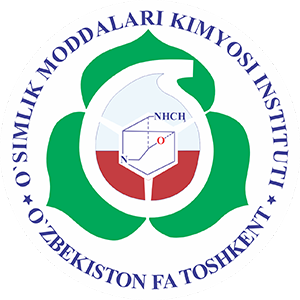 O`SIMLIK MODDALARI KIMYOSI INSTITUTI
NHCH₃
O
N
O`ZBEKISTON FA TOSHKENT